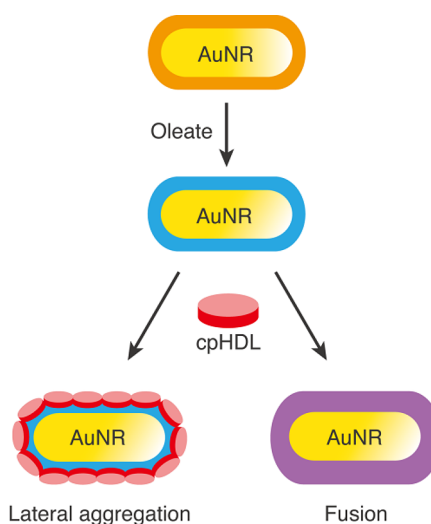 AuNR
Oleate
AuNR
cpHDL
AuNR
AuNR
Lateral aggregation
Fusion